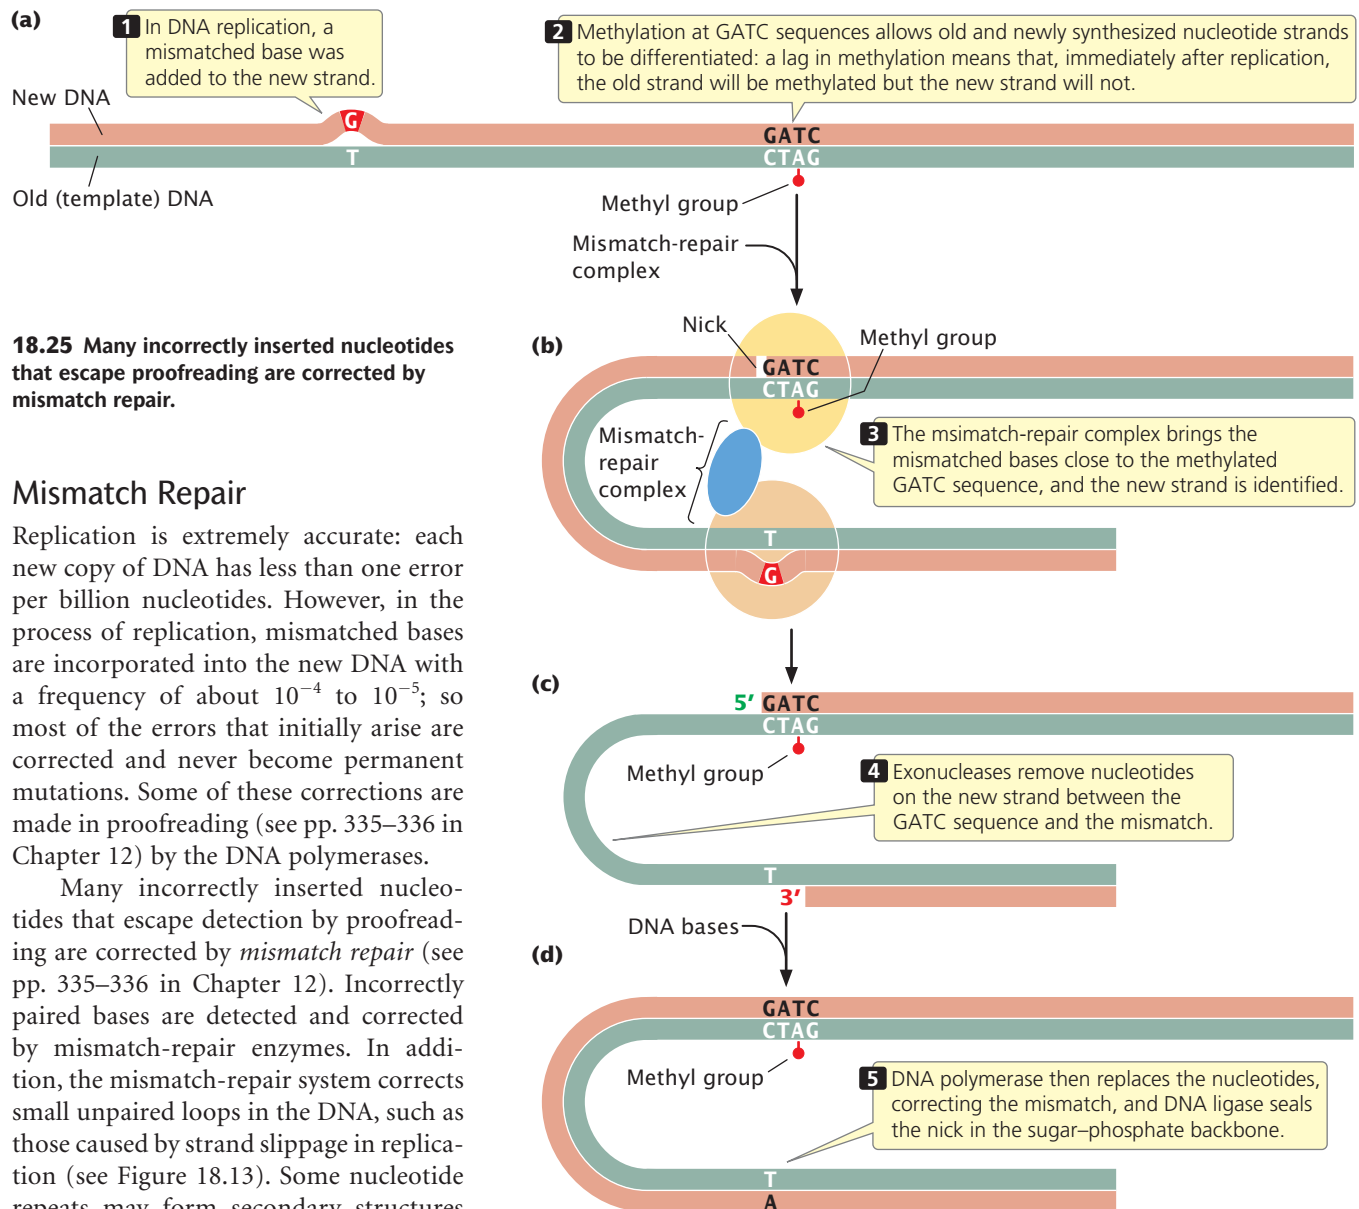 (a)
1 In DNA replication, a
mismatched base was
added to the new strand.
2 Methylation at GATC sequences allows old and newly synthesized nucleotide strands
to be differentiated: a lag in methylation means that, immediately after replication,
the old strand will be methylated but the new strand will not.
New DNA
G
GATC
T
CTAG
Old (template) DNA
Methyl group
Mismatch-repair
complex
18.25 Many incorrectly inserted nucleotides
that escape proofreading are corrected by
mismatch repair.
(b)
Nick
Methyl group
GATC
CTAG
Mismatch-
repair
complex
3 The msimatch-repair complex brings the
mismatched bases close to the methylated
GATC sequence, and the new strand is identified.
T
G
(c)
5′ GATC
CTAG
Methyl group
4 Exonucleases remove nucleotides
on the new strand between the
GATC sequence and the mismatch.
T
3′
DNA bases
(d)
GATC
CTAG
Methyl group
5 DNA polymerase then replaces the nucleotides,
correcting the mismatch, and DNA ligase seals
the nick in the sugar–phosphate backbone.
T
A
Mismatch Repair
Replication is extremely accurate: each
new copy of DNA has less than one error
per billion nucleotides. However, in the
process of replication, mismatched bases
are incorporated into the new DNA with
a frequency of about 10⁻⁴ to 10⁻⁵; so
most of the errors that initially arise are
corrected and never become permanent
mutations. Some of these corrections are
made in proofreading (see pp. 335–336 in
Chapter 12) by the DNA polymerases.
Many incorrectly inserted nucleo-
tides that escape detection by proofread-
ing are corrected by mismatch repair (see
pp. 335–336 in Chapter 12). Incorrectly
paired bases are detected and corrected
by mismatch-repair enzymes. In addi-
tion, the mismatch-repair system corrects
small unpaired loops in the DNA, such as
those caused by strand slippage in replica-
tion (see Figure 18.13). Some nucleotide
repeats may form secondary structures